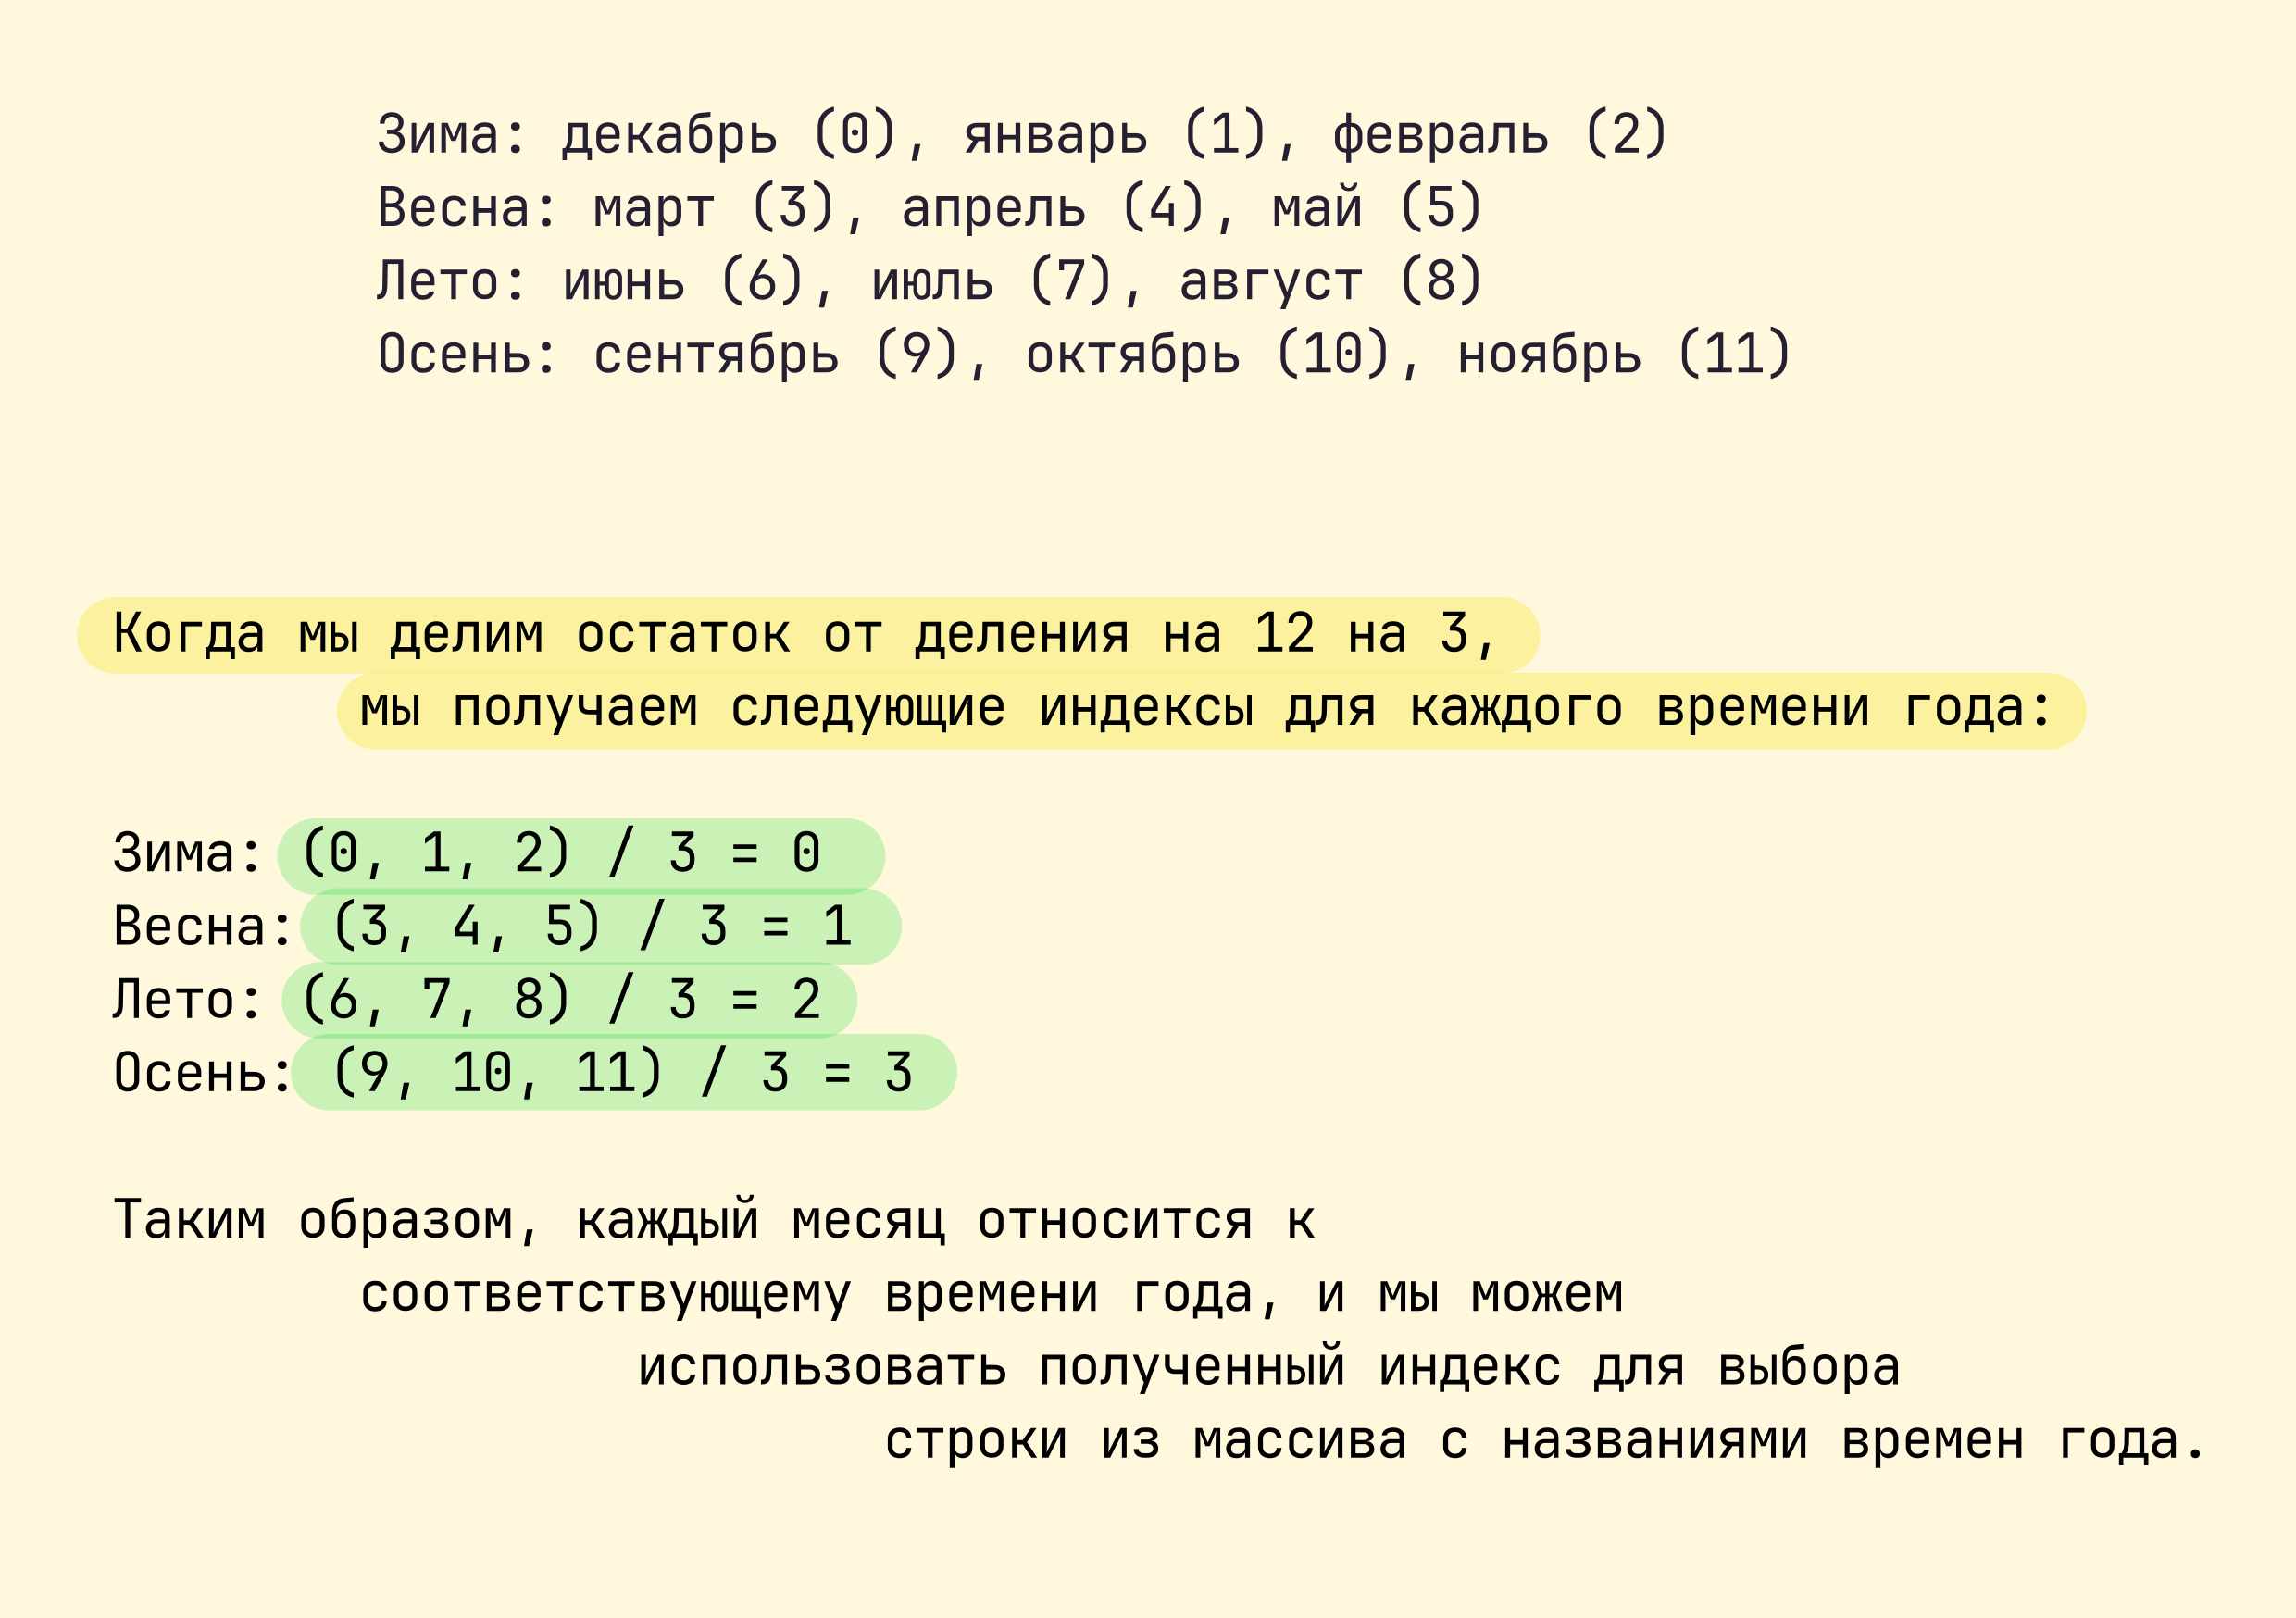 Зима: декабрь (0), январь (1), февраль (2)
Весна: март (3), апрель (4), май (5)
Лето: июнь (6), июль (7), август (8)
Осень: сентябрь (9), октябрь (10), ноябрь (11)
Когда мы делим остаток от деления на 12 на 3,
мы получаем следующие индексы для каждого времени года:
Зима: (0, 1, 2) / 3 = 0
Весна: (3, 4, 5) / 3 = 1
Лето: (6, 7, 8) / 3 = 2
Осень: (9, 10, 11) / 3 = 3
Таким образом, каждый месяц относится к
соответствующему времени года, и мы можем
использовать полученный индекс для выбора
строки из массива с названиями времен года.